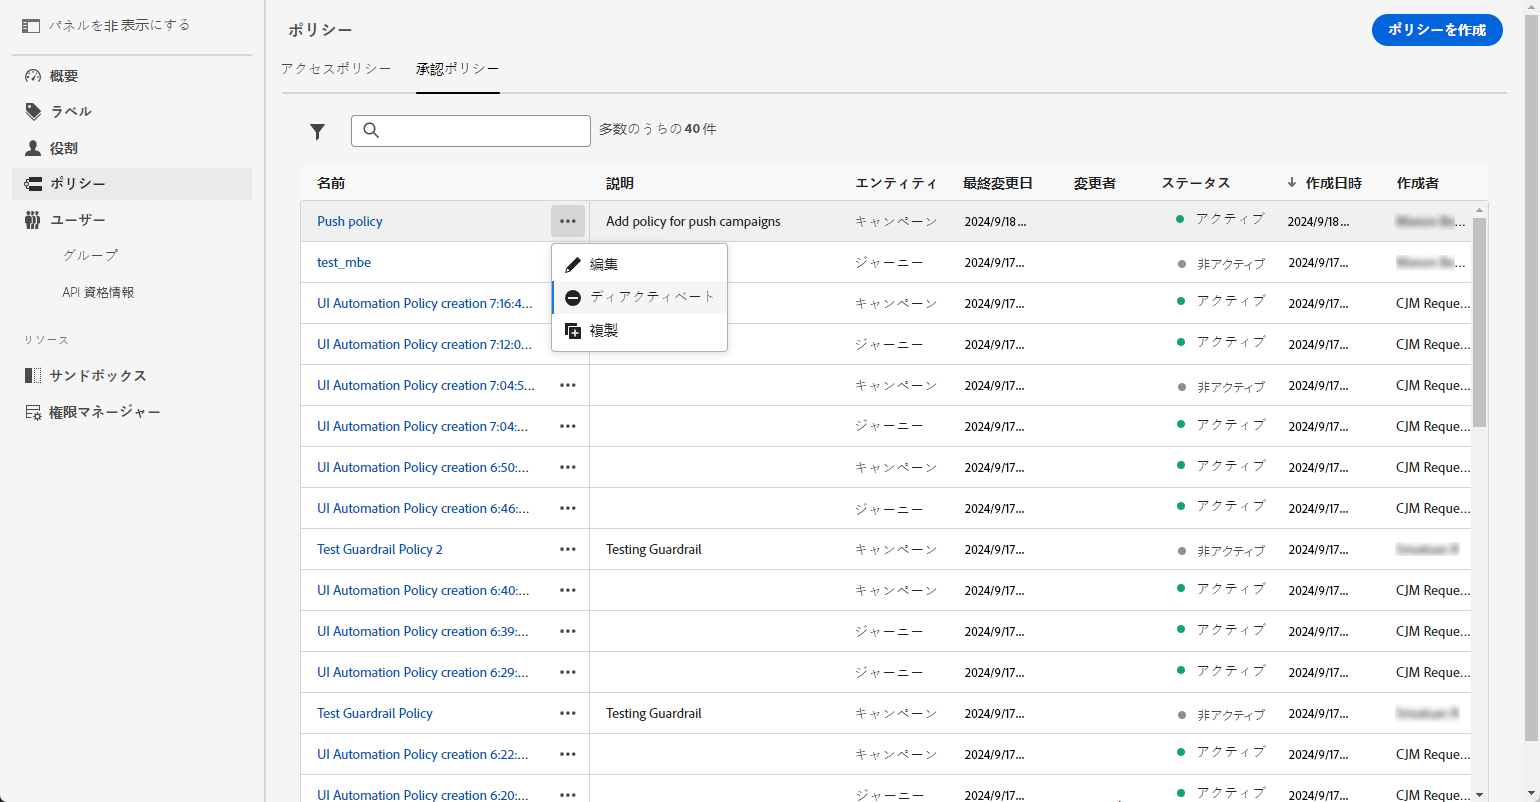 パネルを非表示にする
概要
ラベル
役割
ポリシー
ユーザー
グループ
API 資格情報
リソース
サンドボックス
権限マネージャー
ポリシー
ポリシーを作成
アクセスポリシー 承認ポリシー
多数のうちの 40 件
名前 説明 エンティティ 最終変更日 変更者 ステータス 作成日時 作成者
Push policy Add policy for push campaigns キャンペーン 2024/9/18... アクティブ 2024/9/18...
test_mbe ジャーニー 2024/9/17... 非アクティブ 2024/9/17...
UI Automation Policy creation 7:16:4... キャンペーン 2024/9/17... アクティブ 2024/9/17... CJM Reque...
UI Automation Policy creation 7:12:0... ジャーニー 2024/9/17... アクティブ 2024/9/17... CJM Reque...
編集
ディアクティベート
複製
UI Automation Policy creation 7:04:5... キャンペーン 2024/9/17... 非アクティブ 2024/9/17... CJM Reque...
UI Automation Policy creation 7:04:... ジャーニー 2024/9/17... アクティブ 2024/9/17... CJM Reque...
UI Automation Policy creation 6:50:... キャンペーン 2024/9/17... アクティブ 2024/9/17... CJM Reque...
UI Automation Policy creation 6:46:... ジャーニー 2024/9/17... アクティブ 2024/9/17... CJM Reque...
Test Guardrail Policy 2 Testing Guardrail キャンペーン 2024/9/17... 非アクティブ 2024/9/17...
UI Automation Policy creation 6:40:... キャンペーン 2024/9/17... アクティブ 2024/9/17... CJM Reque...
UI Automation Policy creation 6:39:... ジャーニー 2024/9/17... アクティブ 2024/9/17... CJM Reque...
UI Automation Policy creation 6:29:... ジャーニー 2024/9/17... アクティブ 2024/9/17... CJM Reque...
Test Guardrail Policy Testing Guardrail キャンペーン 2024/9/17... 非アクティブ 2024/9/17...
UI Automation Policy creation 6:22:... キャンペーン 2024/9/17... アクティブ 2024/9/17... CJM Reque...
UI Automation Policy creation 6:20:... ジャーニー 2024/9/17... アクティブ 2024/9/17... CJM Reque...